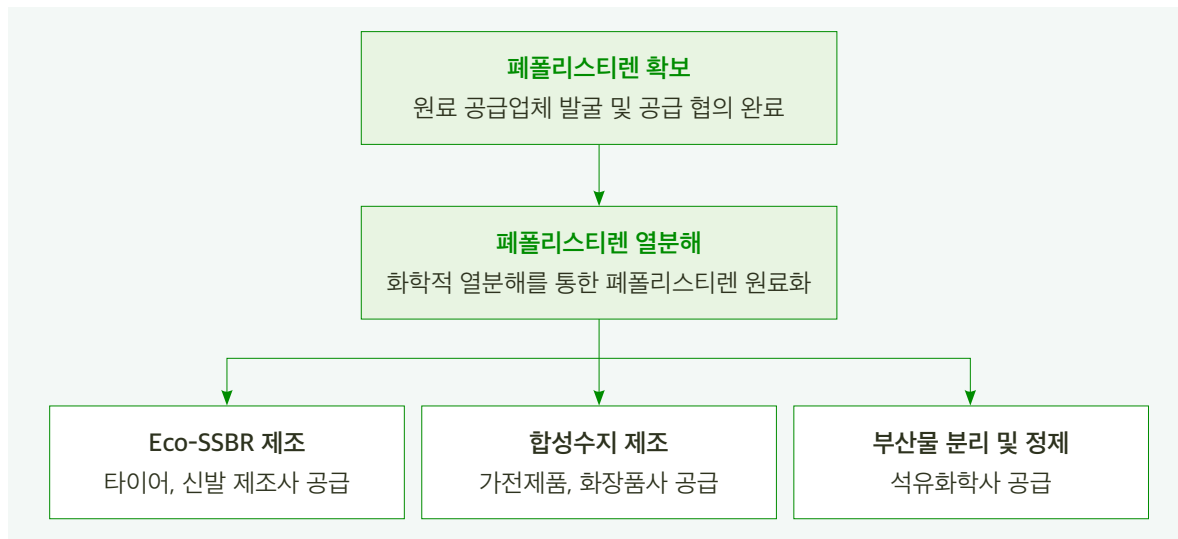 폐폴리스티렌 확보
원료 공급업체 발굴 및 공급 협의 완료
폐폴리스티렌 열분해
화학적 열분해를 통한 폐폴리스티렌 원료화
Eco-SSBR 제조
타이어, 신발 제조사 공급
합성수지 제조
가전제품, 화장품사 공급
부산물 분리 및 정제
석유화학사 공급